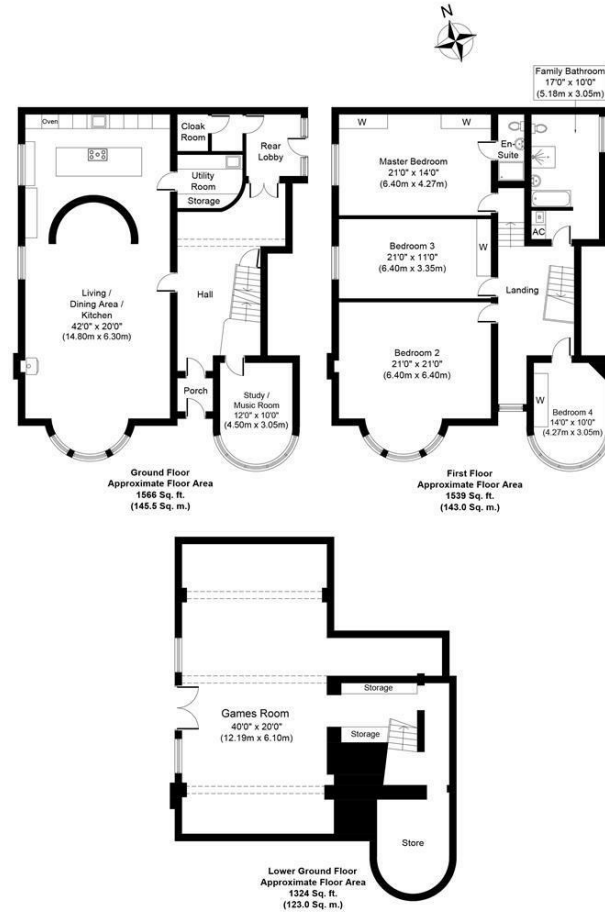 N
Family Bathroom
17'0" x 10'0"
(5.18m x 3.05m)
Oven
Cloak
Room
Rear
Lobby
Utility
Room
Storage
Living /
Dining Area /
Kitchen
42'0" x 20'0"
(14.80m x 6.30m)
Hall
Porch
Study /
Music Room
12'0" x 10'0"
(4.50m x 3.05m)
Ground Floor
Approximate Floor Area
1566 Sq. ft.
(145.5 Sq. m.)
W
W
Master Bedroom
21'0" x 14'0"
(6.40m x 4.27m)
En-
Suite
AC
Bedroom 3
21'0" x 11'0"
(6.40m x 3.35m)
W
Landing
Bedroom 2
21'0" x 21'0"
(6.40m x 6.40m)
W
Bedroom 4
14'0" x 10'0"
(4.27m x 3.05m)
First Floor
Approximate Floor Area
1539 Sq. ft.
(143.0 Sq. m.)
Storage
Games Room
40'0" x 20'0"
(12.19m x 6.10m)
Storage
Store
Lower Ground Floor
Approximate Floor Area
1324 Sq. ft.
(123.0 Sq. m.)